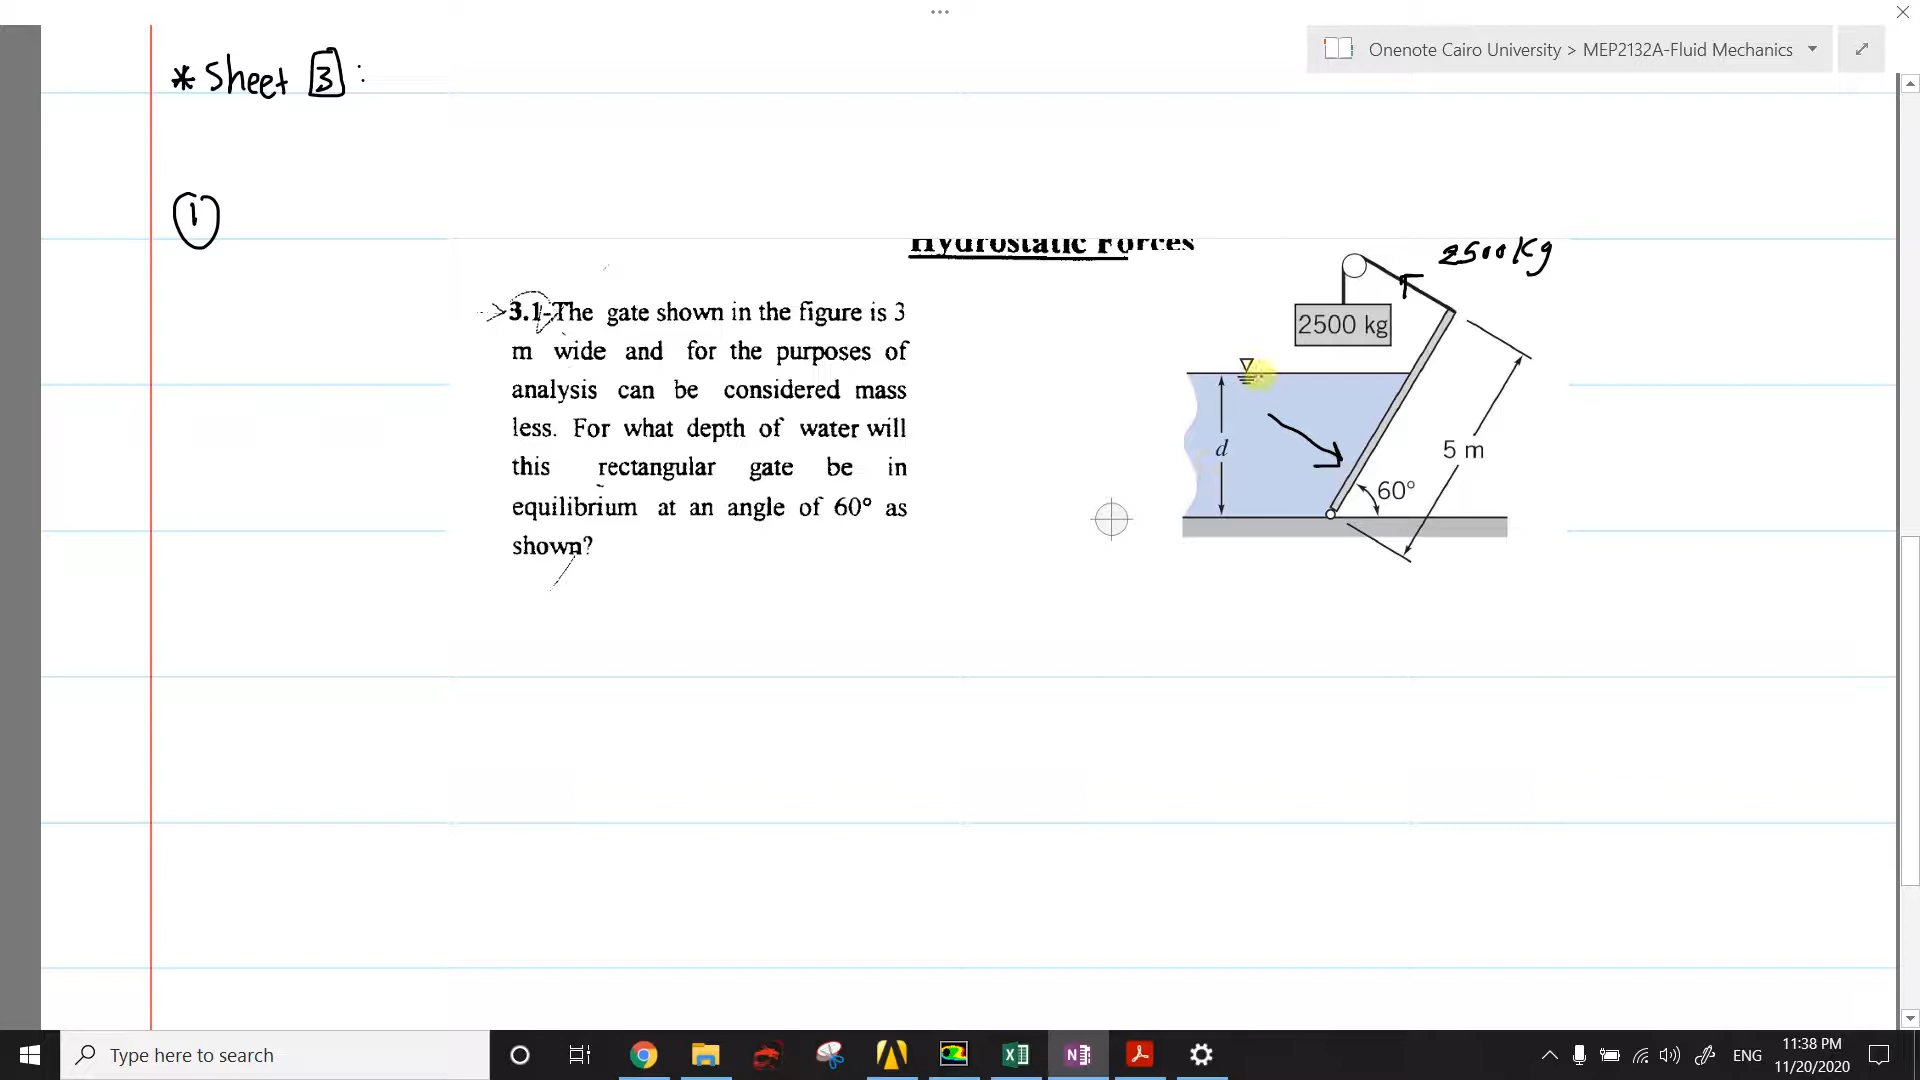 Onenote Cairo University > MEP2132A-Fluid Mechanics
* Sheet 3 :
1
Hydrostatic Forces
2500 Kg
3.1-The gate shown in the figure is 3
m wide and for the purposes of
analysis can be considered mass
less. For what depth of water will
this rectangular gate be in
equilibrium at an angle of 60° as
shown?
2500 kg
d
5 m
60°
Type here to search
ENG
11:38 PM
11/20/2020